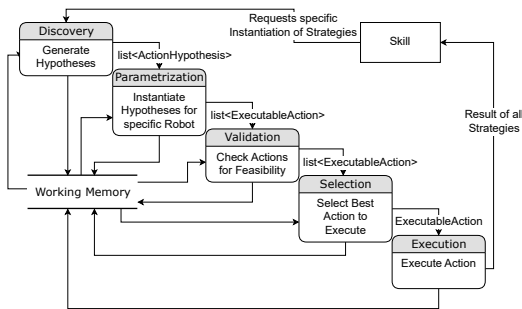 Discovery
Generate
Hypotheses
Requests specific
Instantiation of Strategies
Skill
list<ActionHypothesis>
Parametrization
Instantiate
Hypotheses for
specific Robot
list<ExecutableAction>
Validation
Check Actions
for Feasibility
list<ExecutableAction>
Result of all
Strategies
Working Memory
Selection
Select Best
Action to
Execute
ExecutableAction
Execution
Execute Action